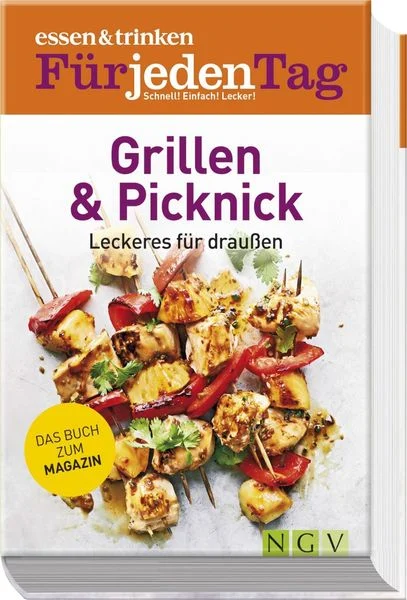 essen&trinken
FürjedenTag
Schnell! Einfach! Lecker!
Grillen
& Picknick
Leckeres für draußen
DAS BUCH
ZUM
MAGAZIN
NGV